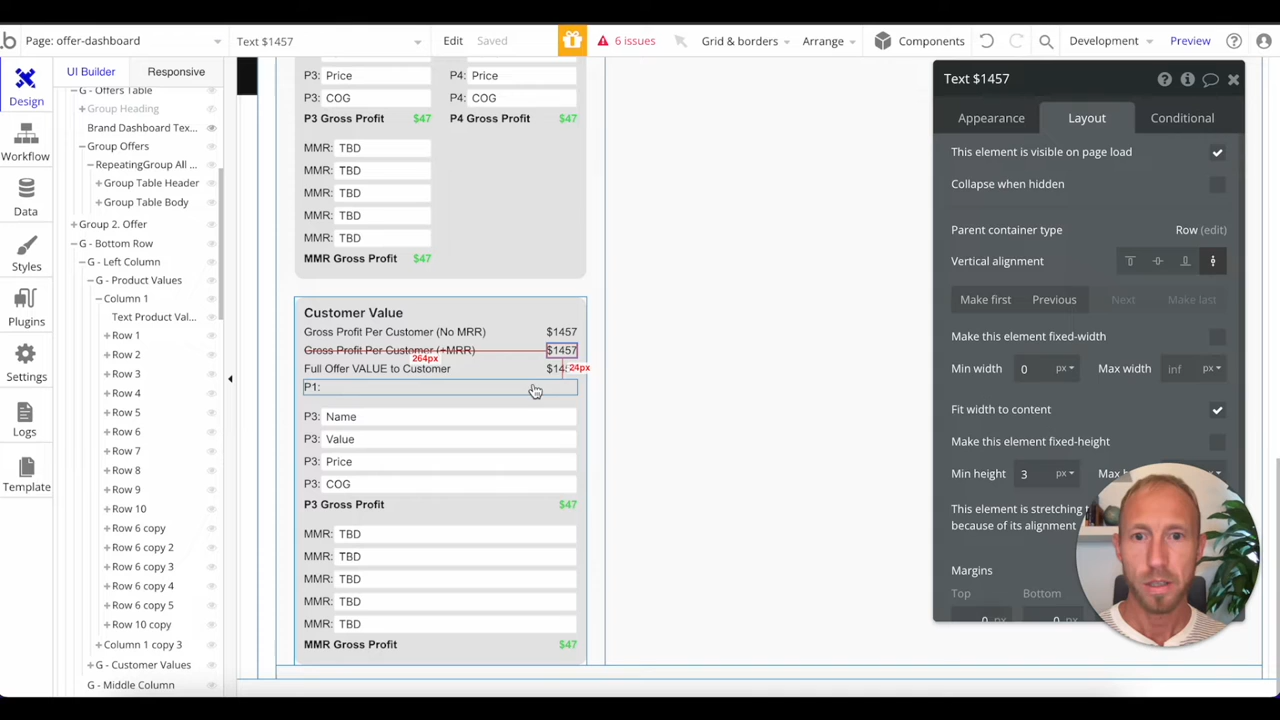 b Page: offer-dashboard Text $1457 Edit Saved 6 issues Grid & borders Arrange Components Development Preview
UI Builder Responsive
Design
Workflow
Data
Styles
Plugins
Settings
Logs
Template
G - Offers Table
Group Heading
Brand Dashboard Tex...
Group Offers
RepeatingGroup All ...
Group Table Header
Group Table Body
Group 2. Offer
G - Bottom Row
G - Left Column
G - Product Values
Column 1
Text Product Val...
Row 1
Row 2
Row 3
Row 4
Row 5
Row 6
Row 7
Row 8
Row 9
Row 10
Row 6 copy
Row 6 copy 2
Row 6 copy 3
Row 6 copy 4
Row 6 copy 5
Row 10 copy
Column 1 copy 3
G - Customer Values
G - Middle Column
P3: Price P4: Price
P3: COG P4: COG
P3 Gross Profit $47 P4 Gross Profit $47
MMR: TBD
MMR: TBD
MMR: TBD
MMR: TBD
MMR: TBD
MMR Gross Profit $47
Customer Value
Gross Profit Per Customer (No MRR) $1457
Gross Profit Per Customer (+MRR) $1457
264px
Full Offer VALUE to Customer 24px
P1:
P3: Name
P3: Value
P3: Price
P3: COG
P3 Gross Profit $47
MMR: TBD
MMR: TBD
MMR: TBD
MMR: TBD
MMR: TBD
MMR Gross Profit $47
Text $1457
Appearance Layout Conditional
This element is visible on page load
Collapse when hidden
Parent container type Row (edit)
Vertical alignment
Make first Previous Next Make last
Make this element fixed-width
Min width 0 px Max width inf px
Fit width to content
Make this element fixed-height
Min height 3 px
This element is stretching
because of its alignment
Margins
Top Bottom